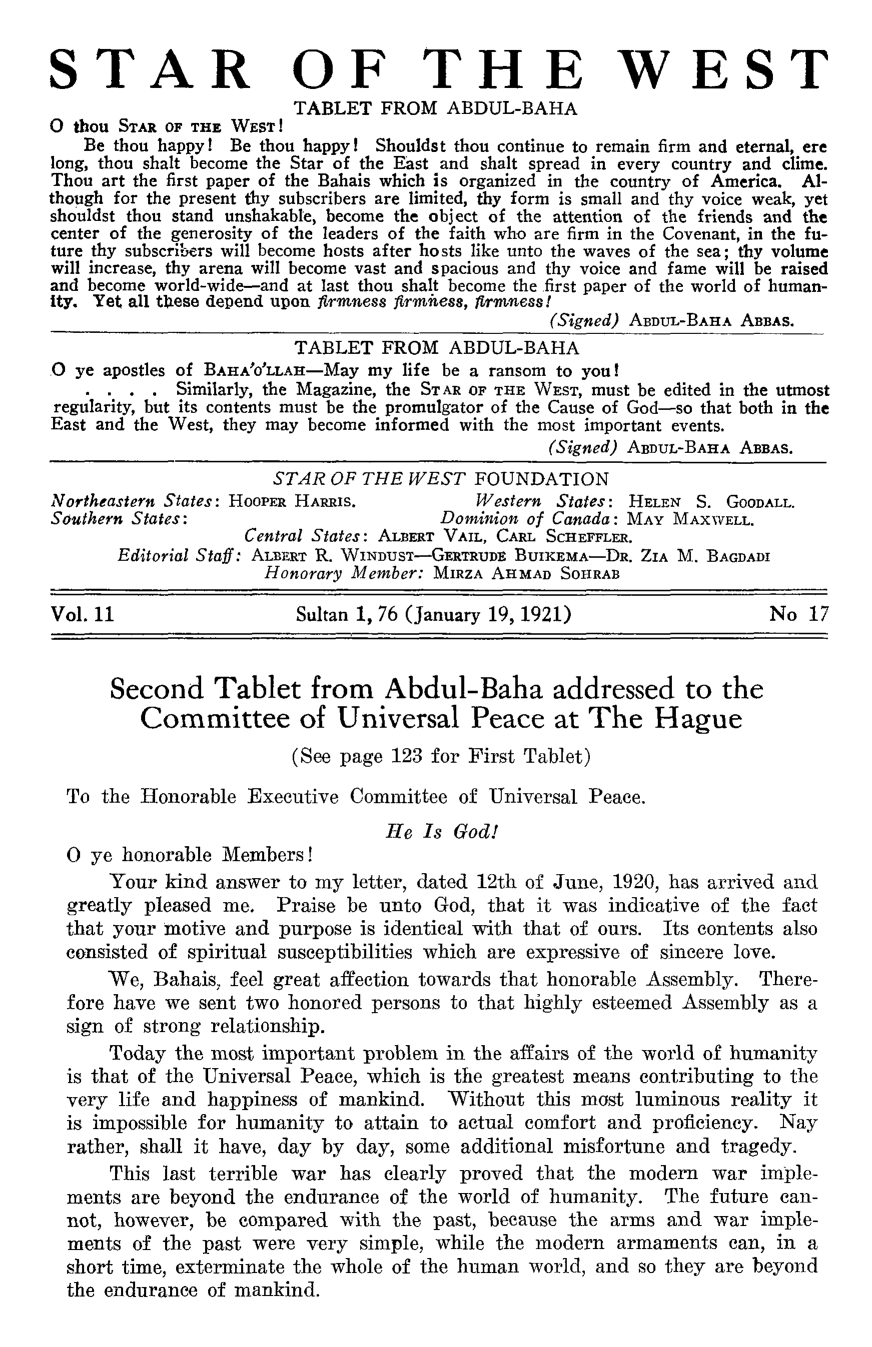 STAR OF THE WEST
TABLET FROM ABDUL-BAHA
O thou STAR OF THE WEST!
Be thou happy! Be thou happy! Shouldst thou continue to remain firm and eternal, ere
long, thou shalt become the Star of the East and shalt spread in every country and clime.
Thou art the first paper of the Bahais which is organized in the country of America. Al-
though for the present thy subscribers are limited, thy form is small and thy voice weak, yet
shouldst thou stand unshakable, become the object of the attention of the friends and the
center of the generosity of the leaders of the faith who are firm in the Covenant, in the fu-
ture thy subscribers will become hosts after hosts like unto the waves of the sea; thy volume
will increase, thy arena will become vast and spacious and thy voice and fame will be raised
and become world-wide—and at last thou shalt become the first paper of the world of human-
ity. Yet all these depend upon firmness firmness, firmness!
(Signed) ABDUL-BAHA ABBAS.
TABLET FROM ABDUL-BAHA
O ye apostles of BAHA'O'LLAH—May my life be a ransom to you!
. . . . Similarly, the Magazine, the STAR OF THE WEST, must be edited in the utmost
regularity, but its contents must be the promulgator of the Cause of God—so that both in the
East and the West, they may become informed with the most important events.
(Signed) ABDUL-BAHA ABBAS.
STAR OF THE WEST FOUNDATION
Northeastern States: HOOPER HARRIS. Western States: HELEN S. GOODALL.
Southern States: Dominion of Canada: MAY MAXWELL.
Central States: ALBERT VAIL, CARL SCHEFFLER.
Editorial Staff: ALBERT R. WINDUST—GERTRUDE BUIKEMA—DR. ZIA M. BAGDADI
Honorary Member: MIRZA AHMAD SOHRAB
Vol. 11 Sultan 1, 76 (January 19, 1921) No 17
Second Tablet from Abdul-Baha addressed to the
Committee of Universal Peace at The Hague
(See page 123 for First Tablet)
To the Honorable Executive Committee of Universal Peace.
He Is God!
O ye honorable Members!
Your kind answer to my letter, dated 12th of June, 1920, has arrived and
greatly pleased me. Praise be unto God, that it was indicative of the fact
that your motive and purpose is identical with that of ours. Its contents also
consisted of spiritual susceptibilities which are expressive of sincere love.
We, Bahais, feel great affection towards that honorable Assembly. There-
fore have we sent two honored persons to that highly esteemed Assembly as a
sign of strong relationship.
Today the most important problem in the affairs of the world of humanity
is that of the Universal Peace, which is the greatest means contributing to the
very life and happiness of mankind. Without this most luminous reality it
is impossible for humanity to attain to actual comfort and proficiency. Nay
rather, shall it have, day by day, some additional misfortune and tragedy.
This last terrible war has clearly proved that the modern war imple-
ments are beyond the endurance of the world of humanity. The future can-
not, however, be compared with the past, because the arms and war imple-
ments of the past were very simple, while the modern armaments can, in a
short time, exterminate the whole of the human world, and so they are beyond
the endurance of mankind.